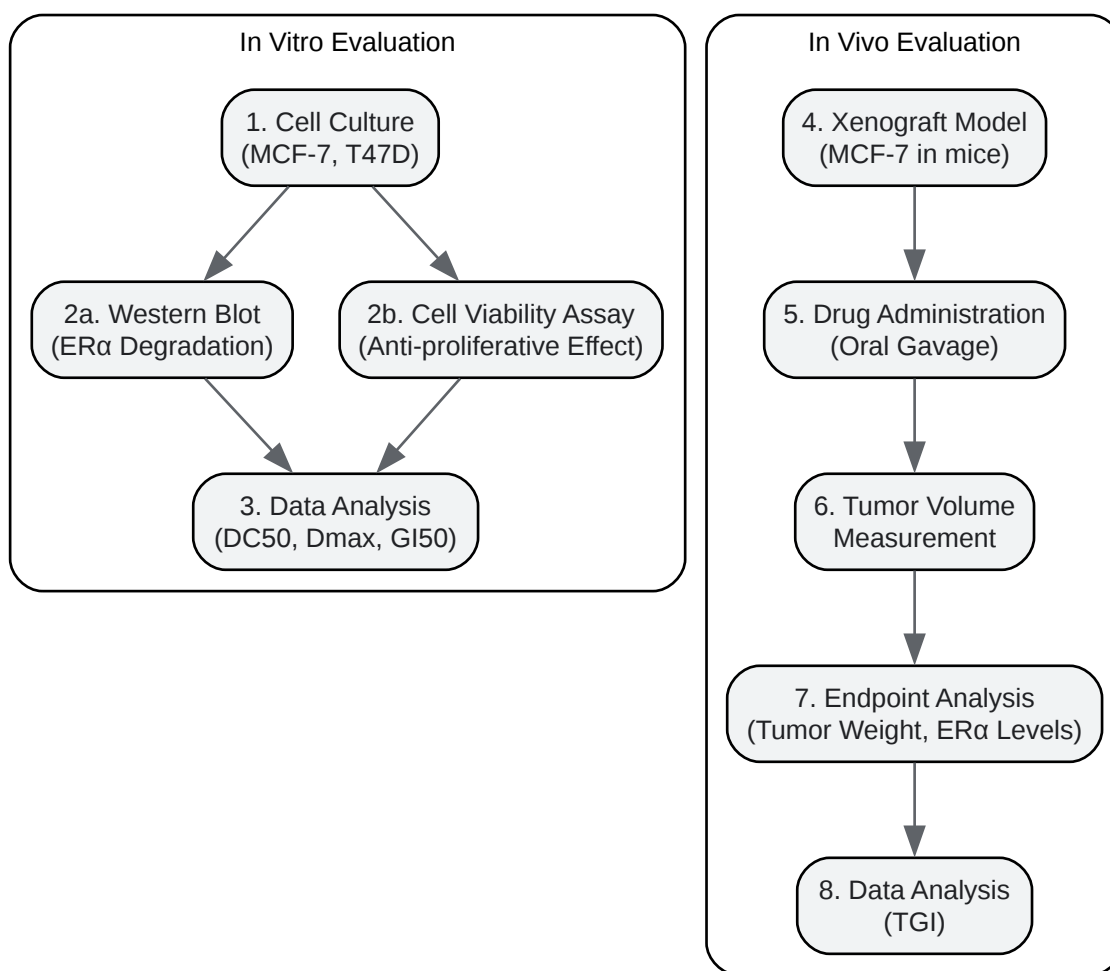 In Vitro Evaluation
1. Cell Culture
(MCF-7, T47D)
2a. Western Blot
(ERα Degradation)
2b. Cell Viability Assay
(Anti-proliferative Effect)
3. Data Analysis
(DC50, Dmax, GI50)
In Vivo Evaluation
4. Xenograft Model
(MCF-7 in mice)
5. Drug Administration
(Oral Gavage)
6. Tumor Volume
Measurement
7. Endpoint Analysis
(Tumor Weight, ERα Levels)
8. Data Analysis
(TGI)